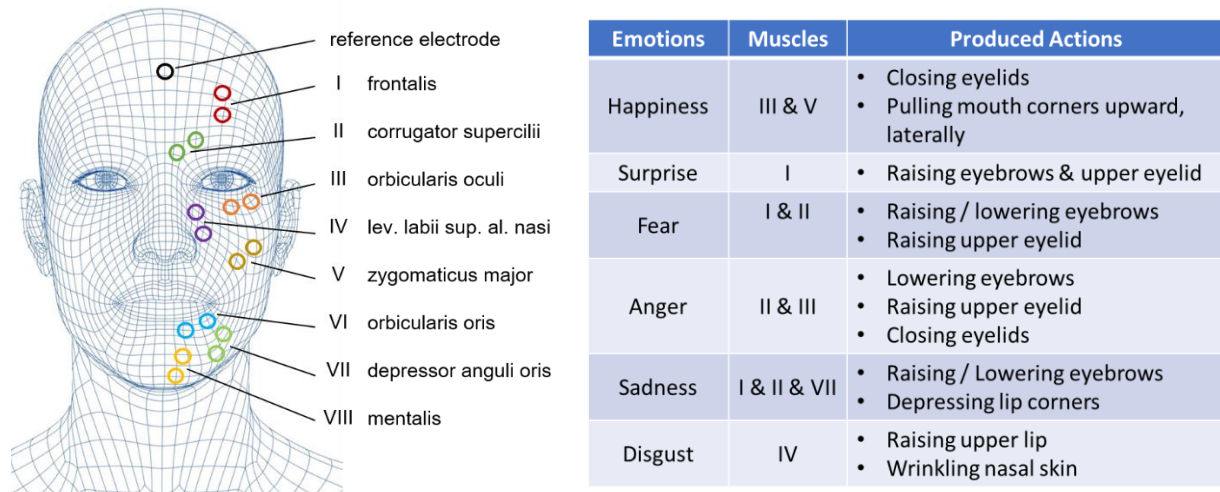 reference electrode
I frontalis
II corrugator supercilii
III orbicularis oculi
IV lev. labii sup. al. nasi
V zygomaticus major
VI orbicularis oris
VII depressor anguli oris
VIII mentalis
Emotions Muscles Produced Actions
Happiness III & V
• Closing eyelids
• Pulling mouth corners upward,
laterally
Surprise I • Raising eyebrows & upper eyelid
Fear I & II
• Raising / lowering eyebrows
• Raising upper eyelid
Anger II & III
• Lowering eyebrows
• Raising upper eyelid
• Closing eyelids
Sadness I & II & VII
• Raising / Lowering eyebrows
• Depressing lip corners
Disgust IV
• Raising upper lip
• Wrinkling nasal skin